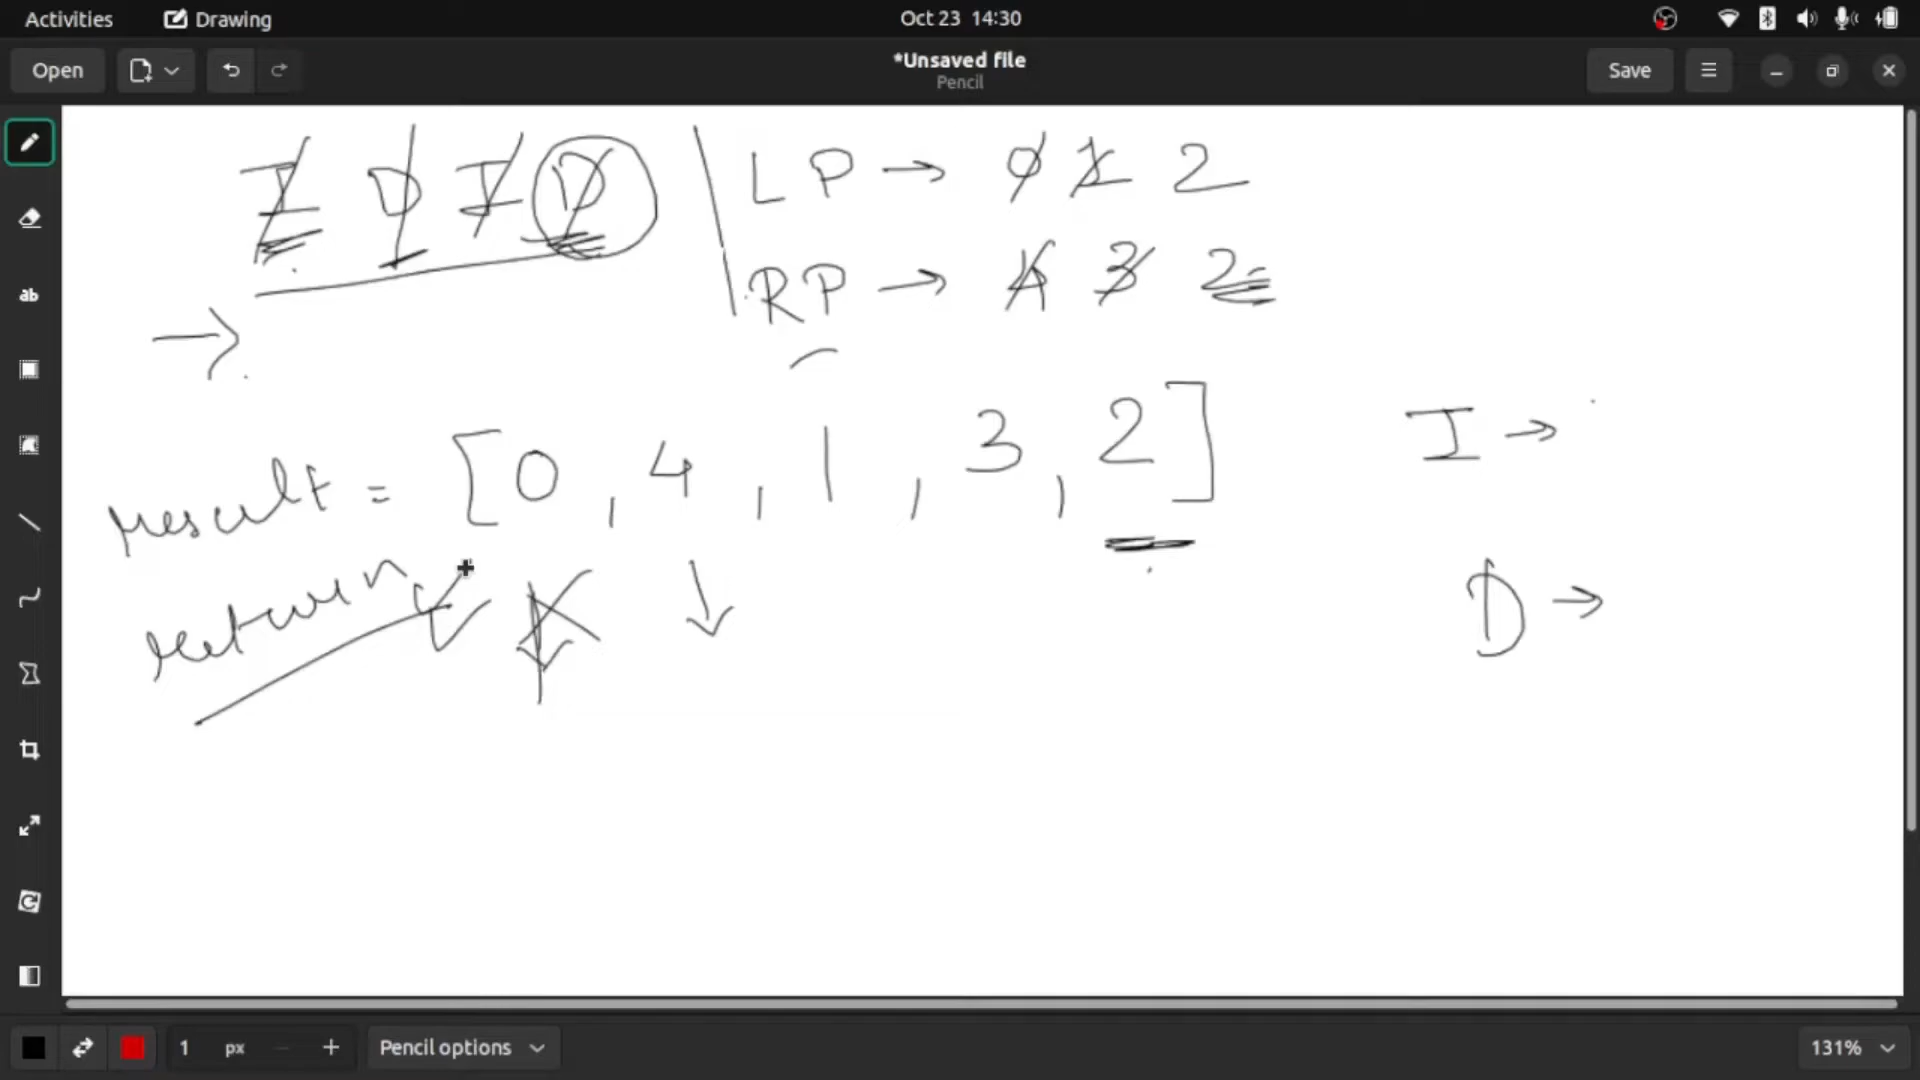 Activities Drawing Oct 23 14:30
Open *Unsaved file Save
Pencil
I D I D LP → 0 1 2
RP → 4 3 2
→
result = [0, 4, 1, 3, 2] I →
return D →
1 px Pencil options 131%